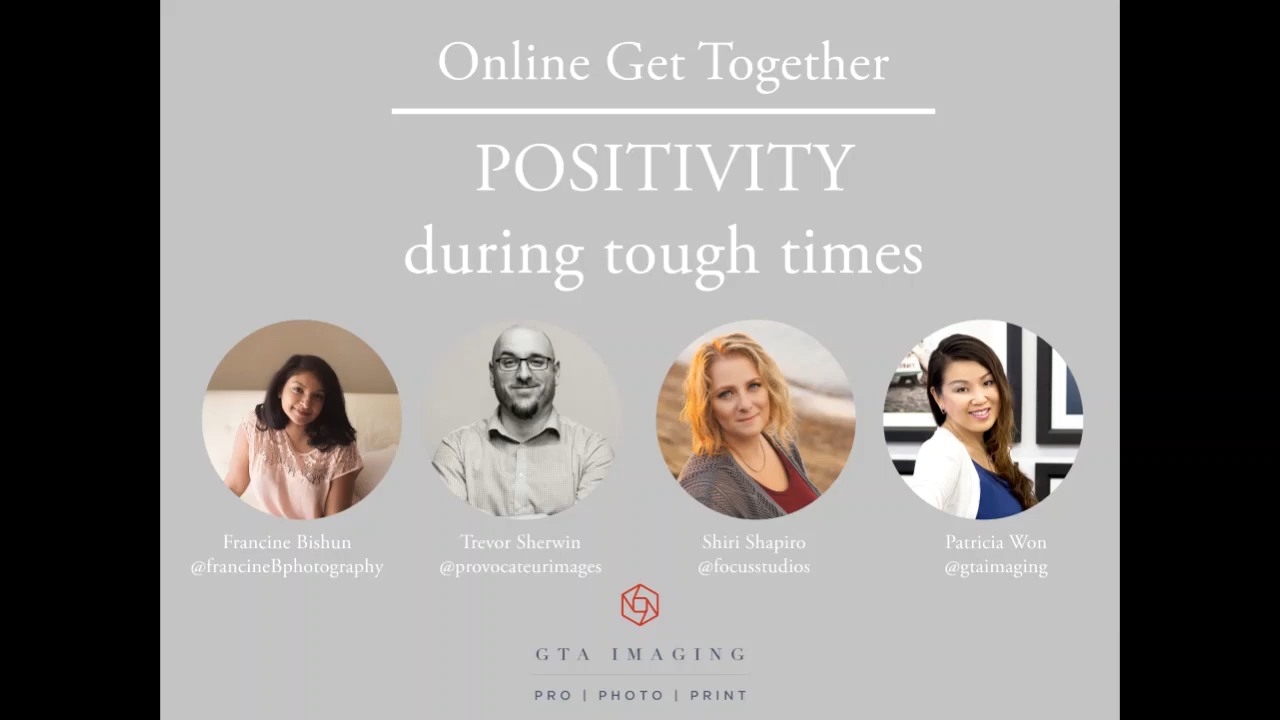 Online Get Together
POSITIVITY
during tough times
Francine Bishun
@francineBphotography
Trevor Sherwin
@provocateurimages
Shiri Shapiro
@focusstudios
Patricia Won
@gtaimaging
GTA IMAGING
PRO | PHOTO | PRINT